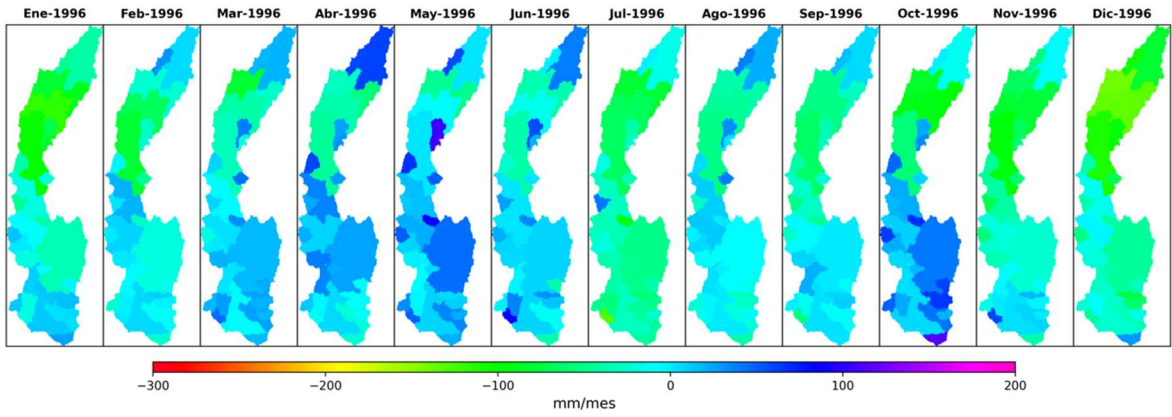 Ene-1996 Feb-1996 Mar-1996 Abr-1996 May-1996 Jun-1996 Jul-1996 Ago-1996 Sep-1996 Oct-1996 Nov-1996 Dic-1996
−300 −200 −100 0 100 200
mm/mes